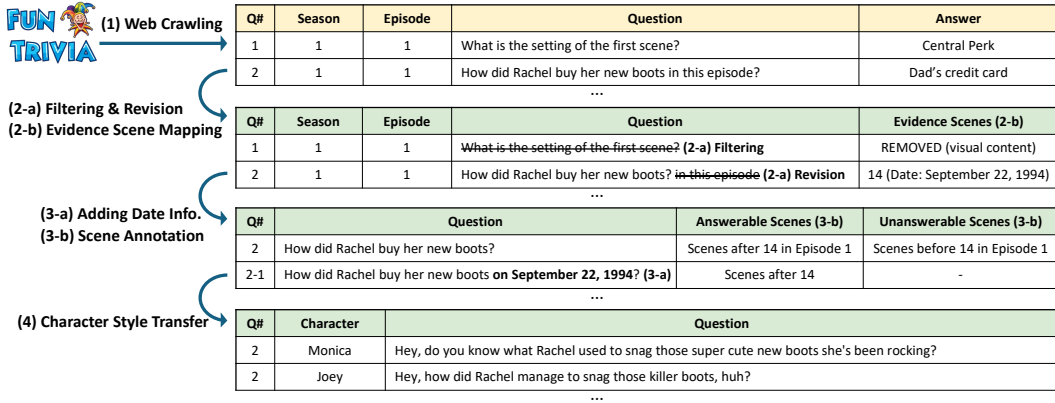 FUN
TRIVIA
(1) Web Crawling
Q# Season Episode Question Answer
1 1 1 What is the setting of the first scene? Central Perk
2 1 1 How did Rachel buy her new boots in this episode? Dad's credit card
...
(2-a) Filtering & Revision
(2-b) Evidence Scene Mapping
Q# Season Episode Question Evidence Scenes (2-b)
1 1 1 What is the setting of the first scene? (2-a) Filtering REMOVED (visual content)
2 1 1 How did Rachel buy her new boots? in this episode (2-a) Revision 14 (Date: September 22, 1994)
...
(3-a) Adding Date Info.
(3-b) Scene Annotation
Q# Question Answerable Scenes (3-b) Unanswerable Scenes (3-b)
2 How did Rachel buy her new boots? Scenes after 14 in Episode 1 Scenes before 14 in Episode 1
2-1 How did Rachel buy her new boots on September 22, 1994? (3-a) Scenes after 14 -
...
(4) Character Style Transfer
Q# Character Question
2 Monica Hey, do you know what Rachel used to snag those super cute new boots she's been rocking?
2 Joey Hey, how did Rachel manage to snag those killer boots, huh?
...